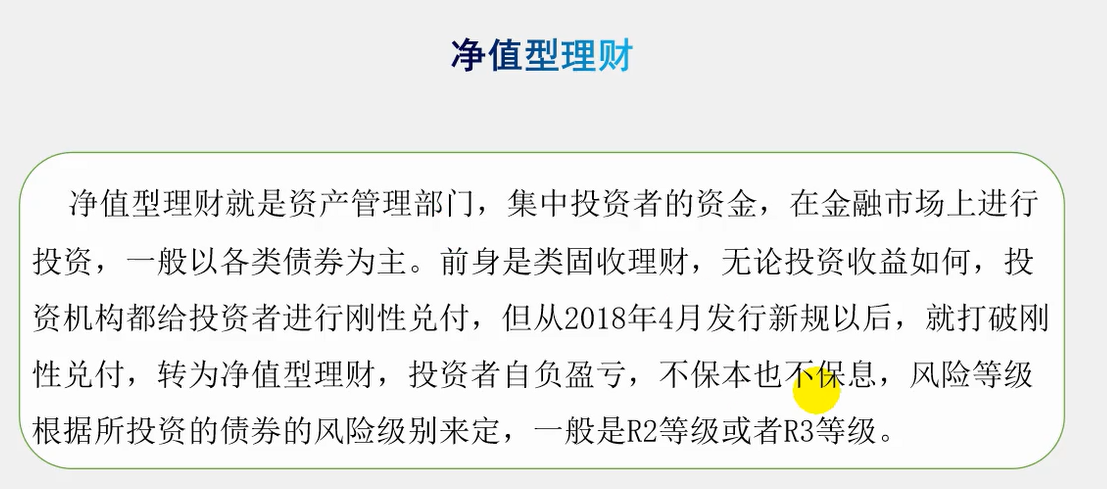 净值型理财
净值型理财就是资产管理部门，集中投资者的资金，在金融市场上进行
投资，一般以各类债券为主。前身是类固收理财，无论投资收益如何，投
资机构都给投资者进行刚性兑付，但从2018年4月发行新规以后，就打破刚
性兑付，转为净值型理财，投资者自负盈亏，不保本也不保息，风险等级
根据所投资的债券的风险级别来定，一般是R2等级或者R3等级。